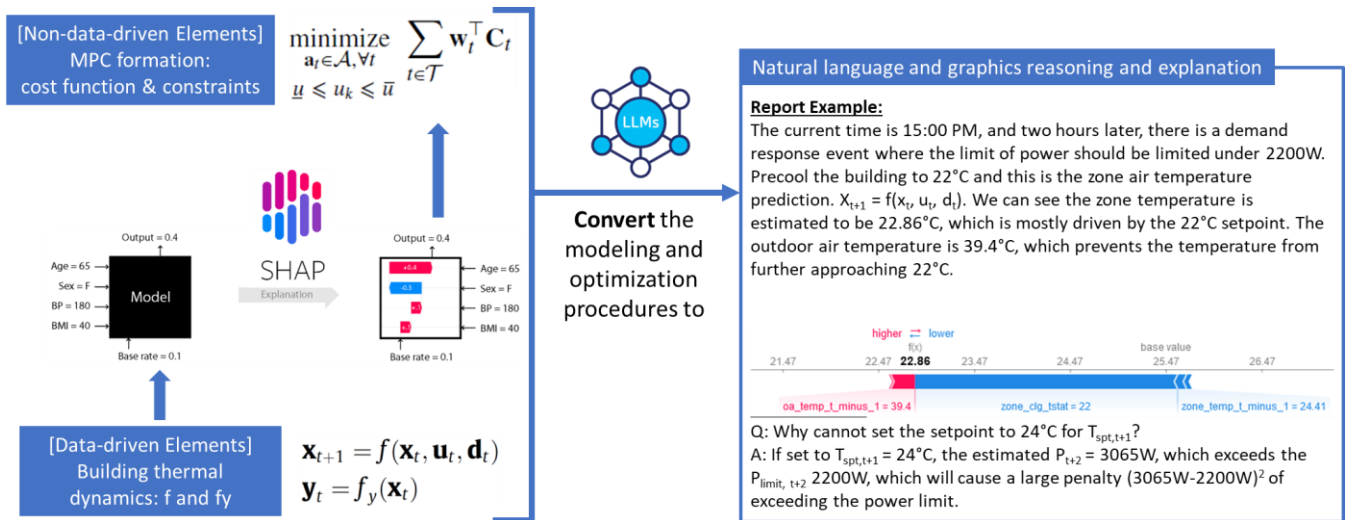 [Non-data-driven Elements]
MPC formation:
cost function & constraints
minimize ∑ w_t^⊤ C_t
a_t∈𝒜,∀t t∈𝒯
u̲ ⩽ u_k ⩽ u̅
Output = 0.4
Age = 65
Sex = F
BP = 180
BMI = 40
Model
Base rate = 0.1
SHAP
Explanation
Output = 0.4
+0.4
-0.3
+.1
+.1
Age = 65
Sex = F
BP = 180
BMI = 40
Base rate = 0.1
[Data-driven Elements]
Building thermal
dynamics: f and fy
x_{t+1} = f(x_t, u_t, d_t)
y_t = f_y(x_t)
LLMs
Convert the
modeling and
optimization
procedures to
Natural language and graphics reasoning and explanation
Report Example:
The current time is 15:00 PM, and two hours later, there is a demand
response event where the limit of power should be limited under 2200W.
Precool the building to 22°C and this is the zone air temperature
prediction. X_{t+1} = f(x_t, u_t, d_t). We can see the zone temperature is
estimated to be 22.86°C, which is mostly driven by the 22°C setpoint. The
outdoor air temperature is 39.4°C, which prevents the temperature from
further approaching 22°C.
higher ⇄ lower
f(x) base value
21.47 22.47 22.86 23.47 24.47 25.47 26.47
oa_temp_t_minus_1 = 39.4 zone_clg_tstat = 22 zone_temp_t_minus_1 = 24.41
Q: Why cannot set the setpoint to 24°C for T_{spt,t+1}?
A: If set to T_{spt,t+1} = 24°C, the estimated P_{t+2} = 3065W, which exceeds the
P_{limit, t+2} 2200W, which will cause a large penalty (3065W-2200W)² of
exceeding the power limit.